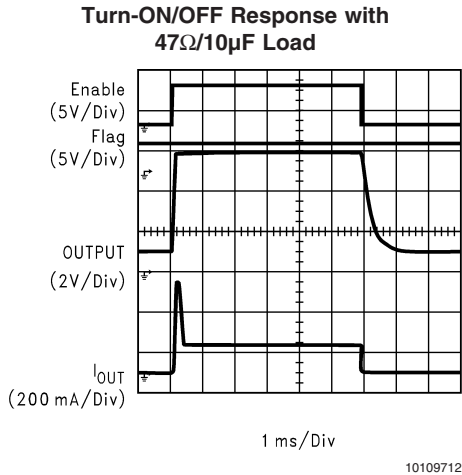 Turn-ON/OFF Response with
47Ω/10μF Load
Enable
(5V/Div)
Flag
(5V/Div)
OUTPUT
(2V/Div)
IOUT
(200 mA/Div)
1 ms/Div
10109712